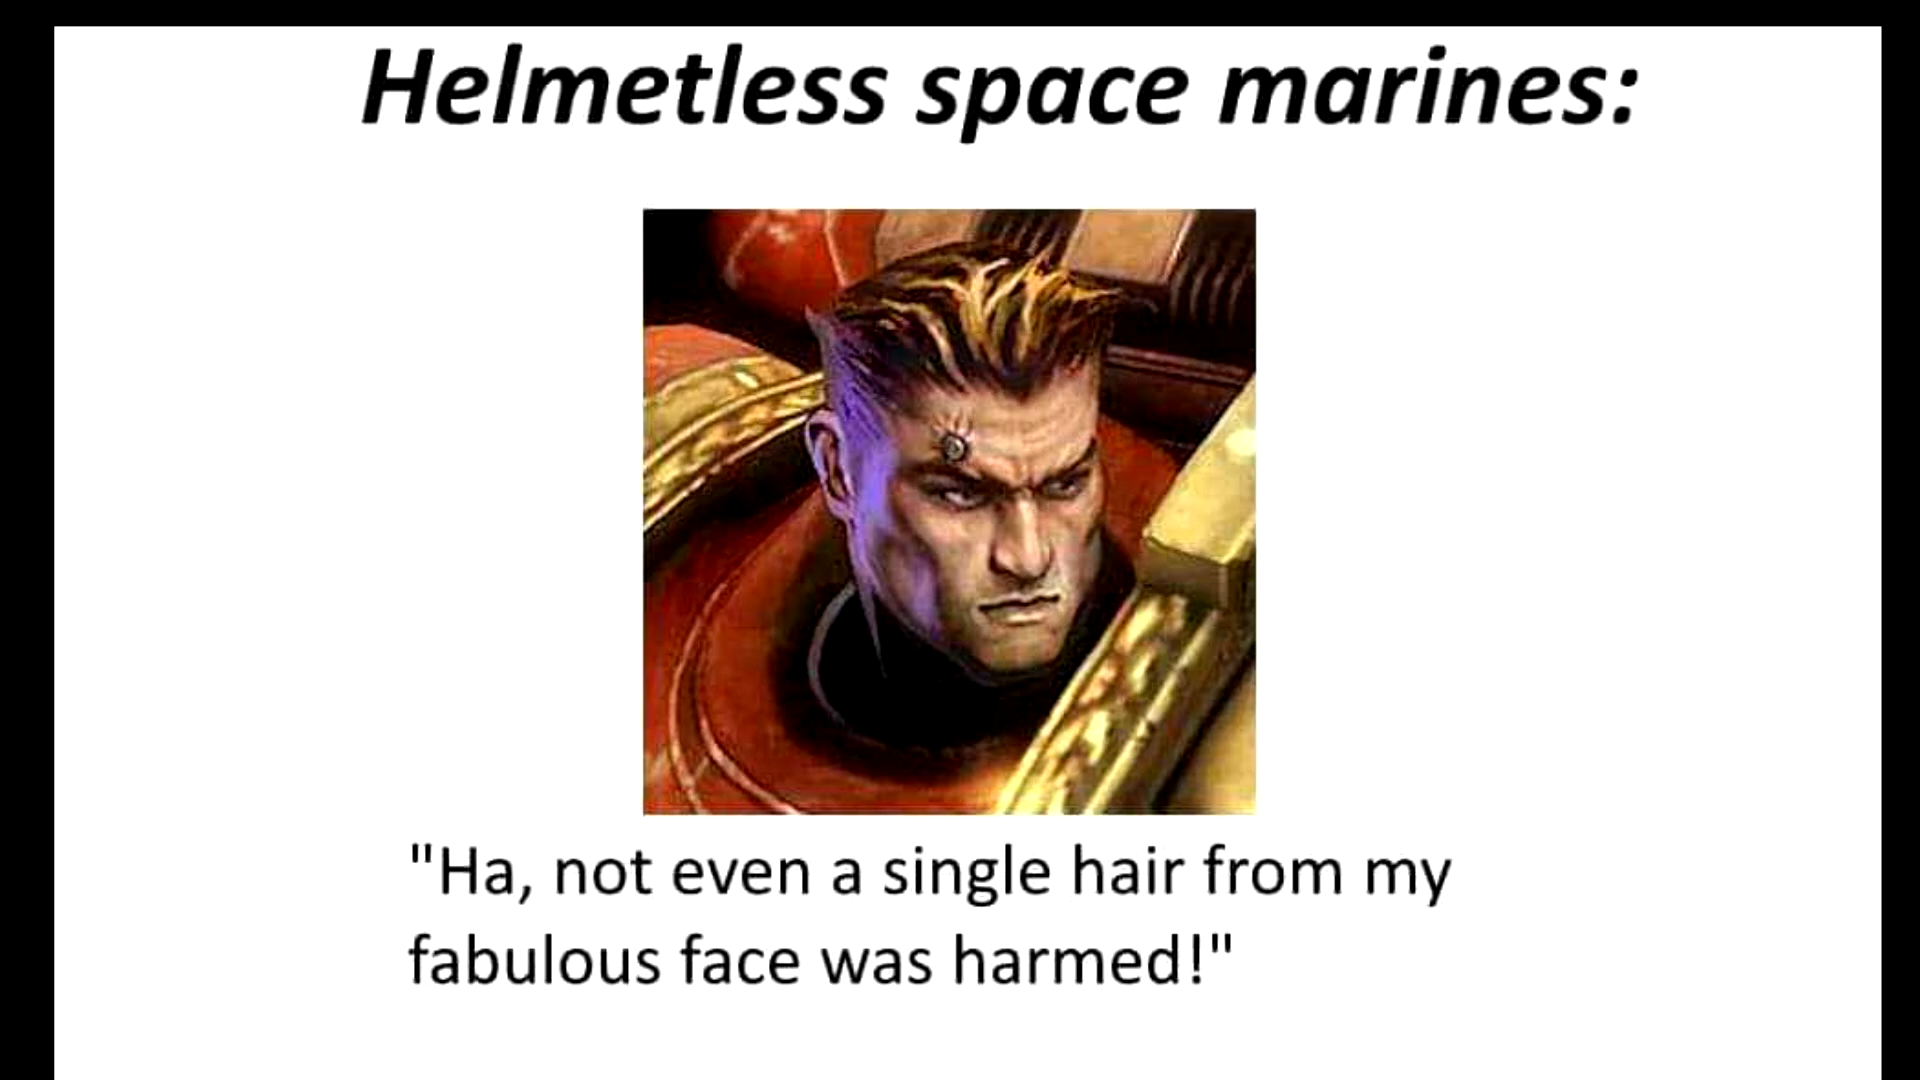 Helmetless space marines:
"Ha, not even a single hair from my
fabulous face was harmed!"